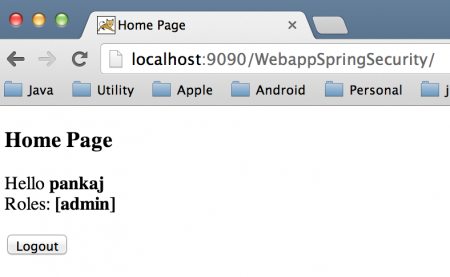 Home Page
localhost:9090/WebappSpringSecurity/
Java Utility Apple Android Personal j
Home Page
Hello pankaj
Roles: [admin]
Logout